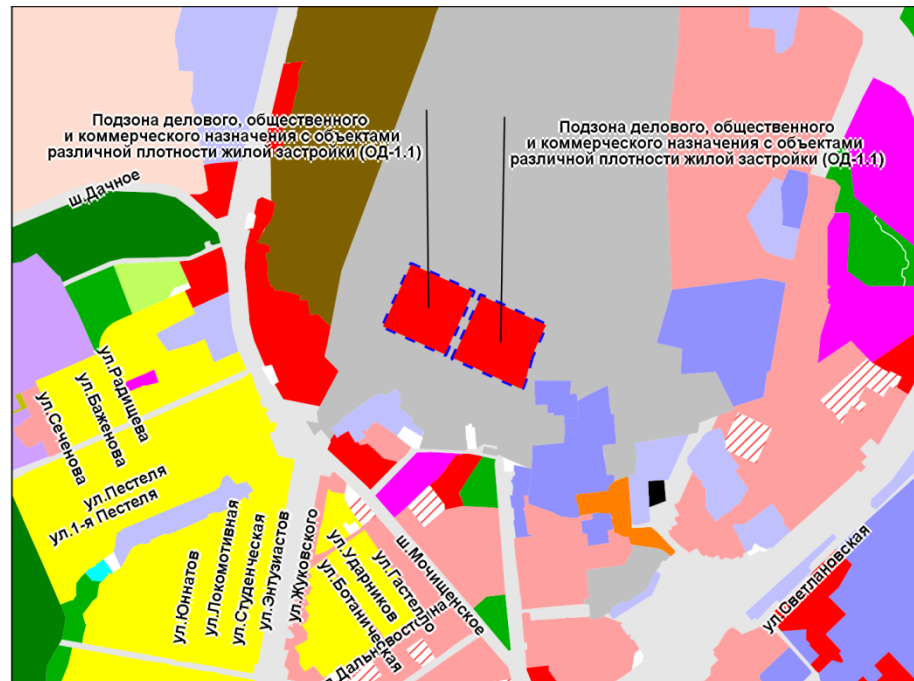 Подзона делового, общественного
и коммерческого назначения с объектами
различной плотности жилой застройки (ОД-1.1)
Подзона делового, общественного
и коммерческого назначения с объектами
различной плотности жилой застройки (ОД-1.1)
ш.Дачное
ул.Радищева
ул.Баженова
ул.Сеченова
ул.Пестеля
ул.1-я Пестеля
ул.Юннатов
ул.Локомотивная
ул.Студенческая
ул.Энтузиастов
ул.Жуковского
ул.Ударников
ул.Ботаническая
ул.Гастелло
ш.Мочищенское
ул.Светлановская